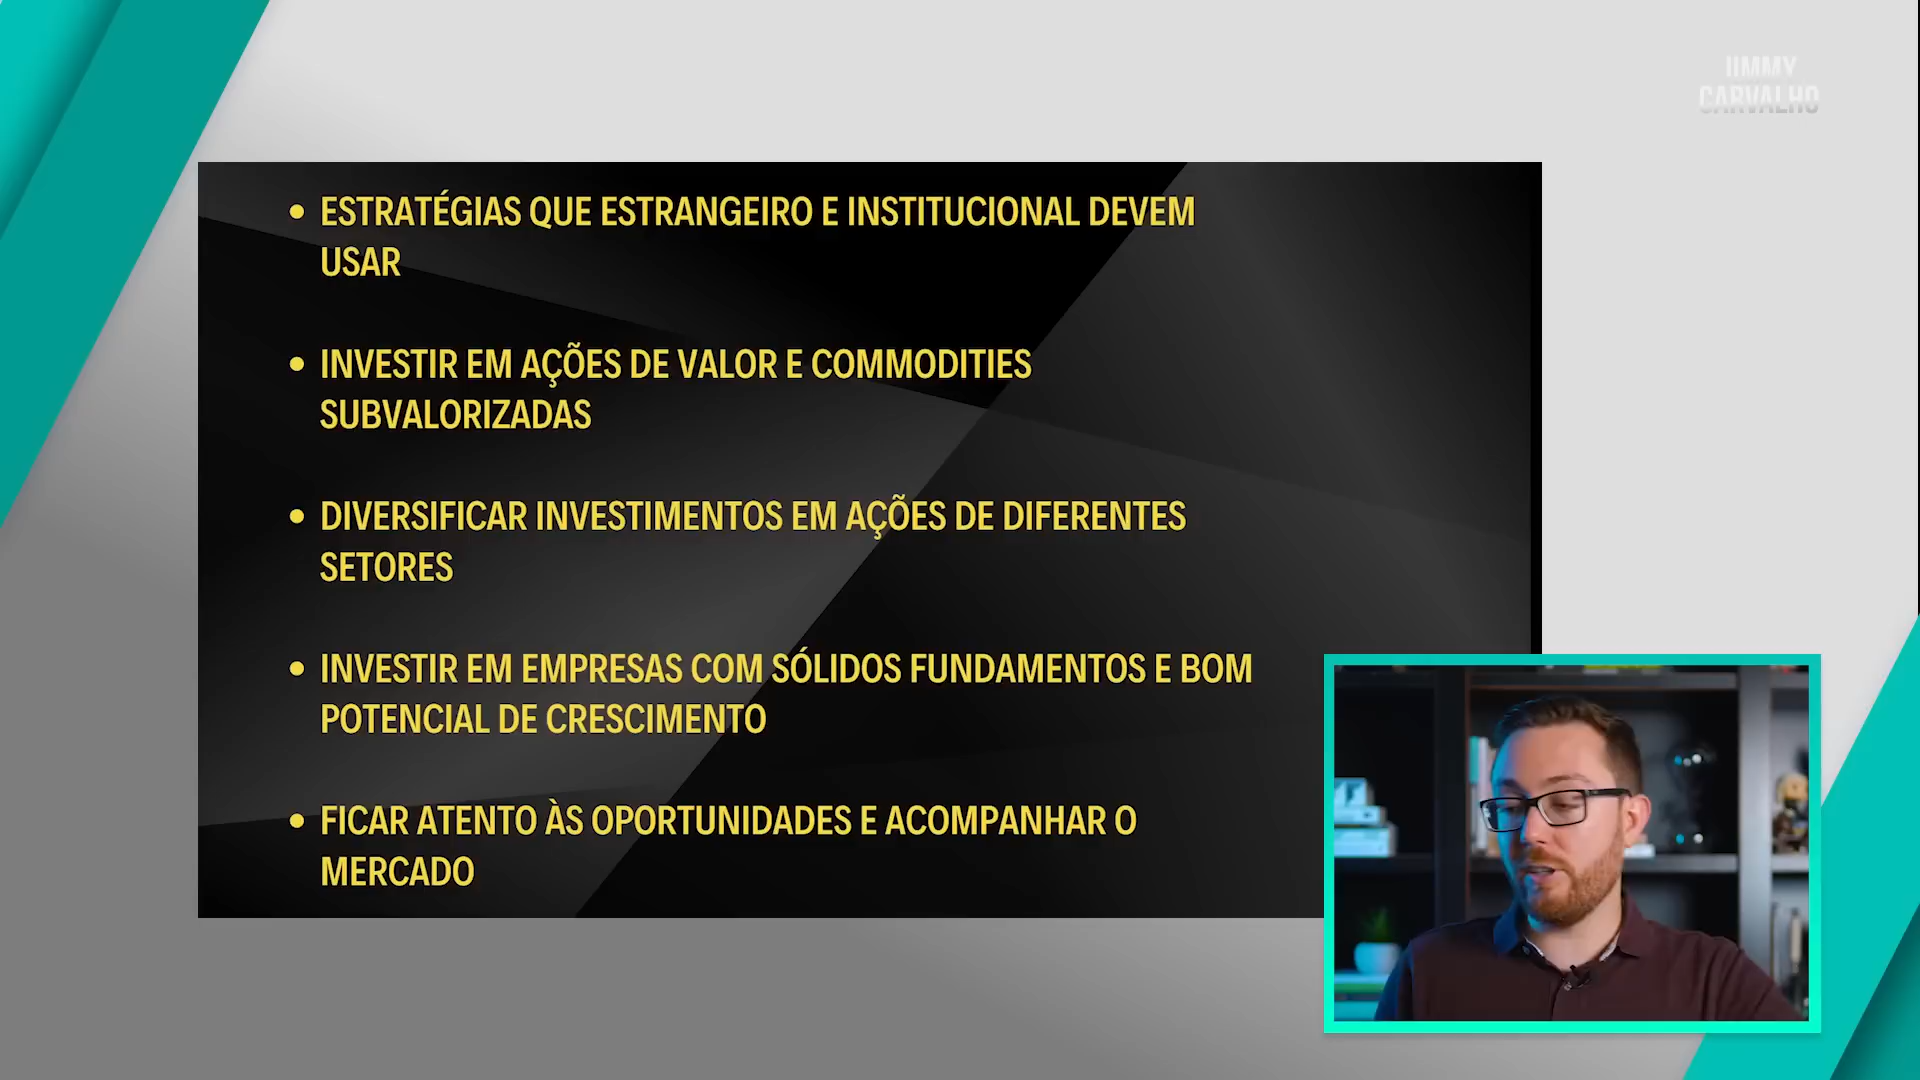 JIMMY
CARVALHO
• ESTRATÉGIAS QUE ESTRANGEIRO E INSTITUCIONAL DEVEM
USAR
• INVESTIR EM AÇÕES DE VALOR E COMMODITIES
SUBVALORIZADAS
• DIVERSIFICAR INVESTIMENTOS EM AÇÕES DE DIFERENTES
SETORES
• INVESTIR EM EMPRESAS COM SÓLIDOS FUNDAMENTOS E BOM
POTENCIAL DE CRESCIMENTO
• FICAR ATENTO ÀS OPORTUNIDADES E ACOMPANHAR O
MERCADO